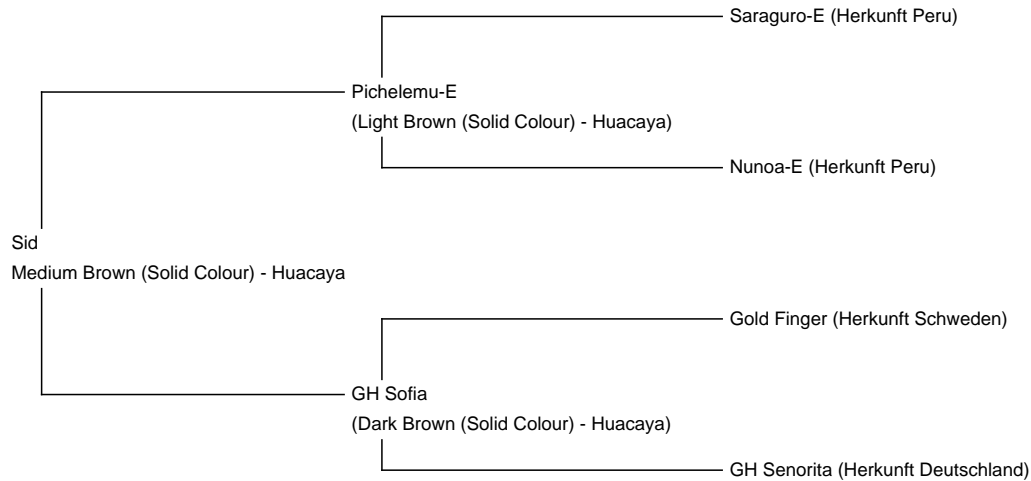 Saraguro-E (Herkunft Peru)
Pichelemu-E
(Light Brown (Solid Colour) - Huacaya)
Nunoa-E (Herkunft Peru)
Sid
Medium Brown (Solid Colour) - Huacaya
Gold Finger (Herkunft Schweden)
GH Sofia
(Dark Brown (Solid Colour) - Huacaya)
GH Senorita (Herkunft Deutschland)